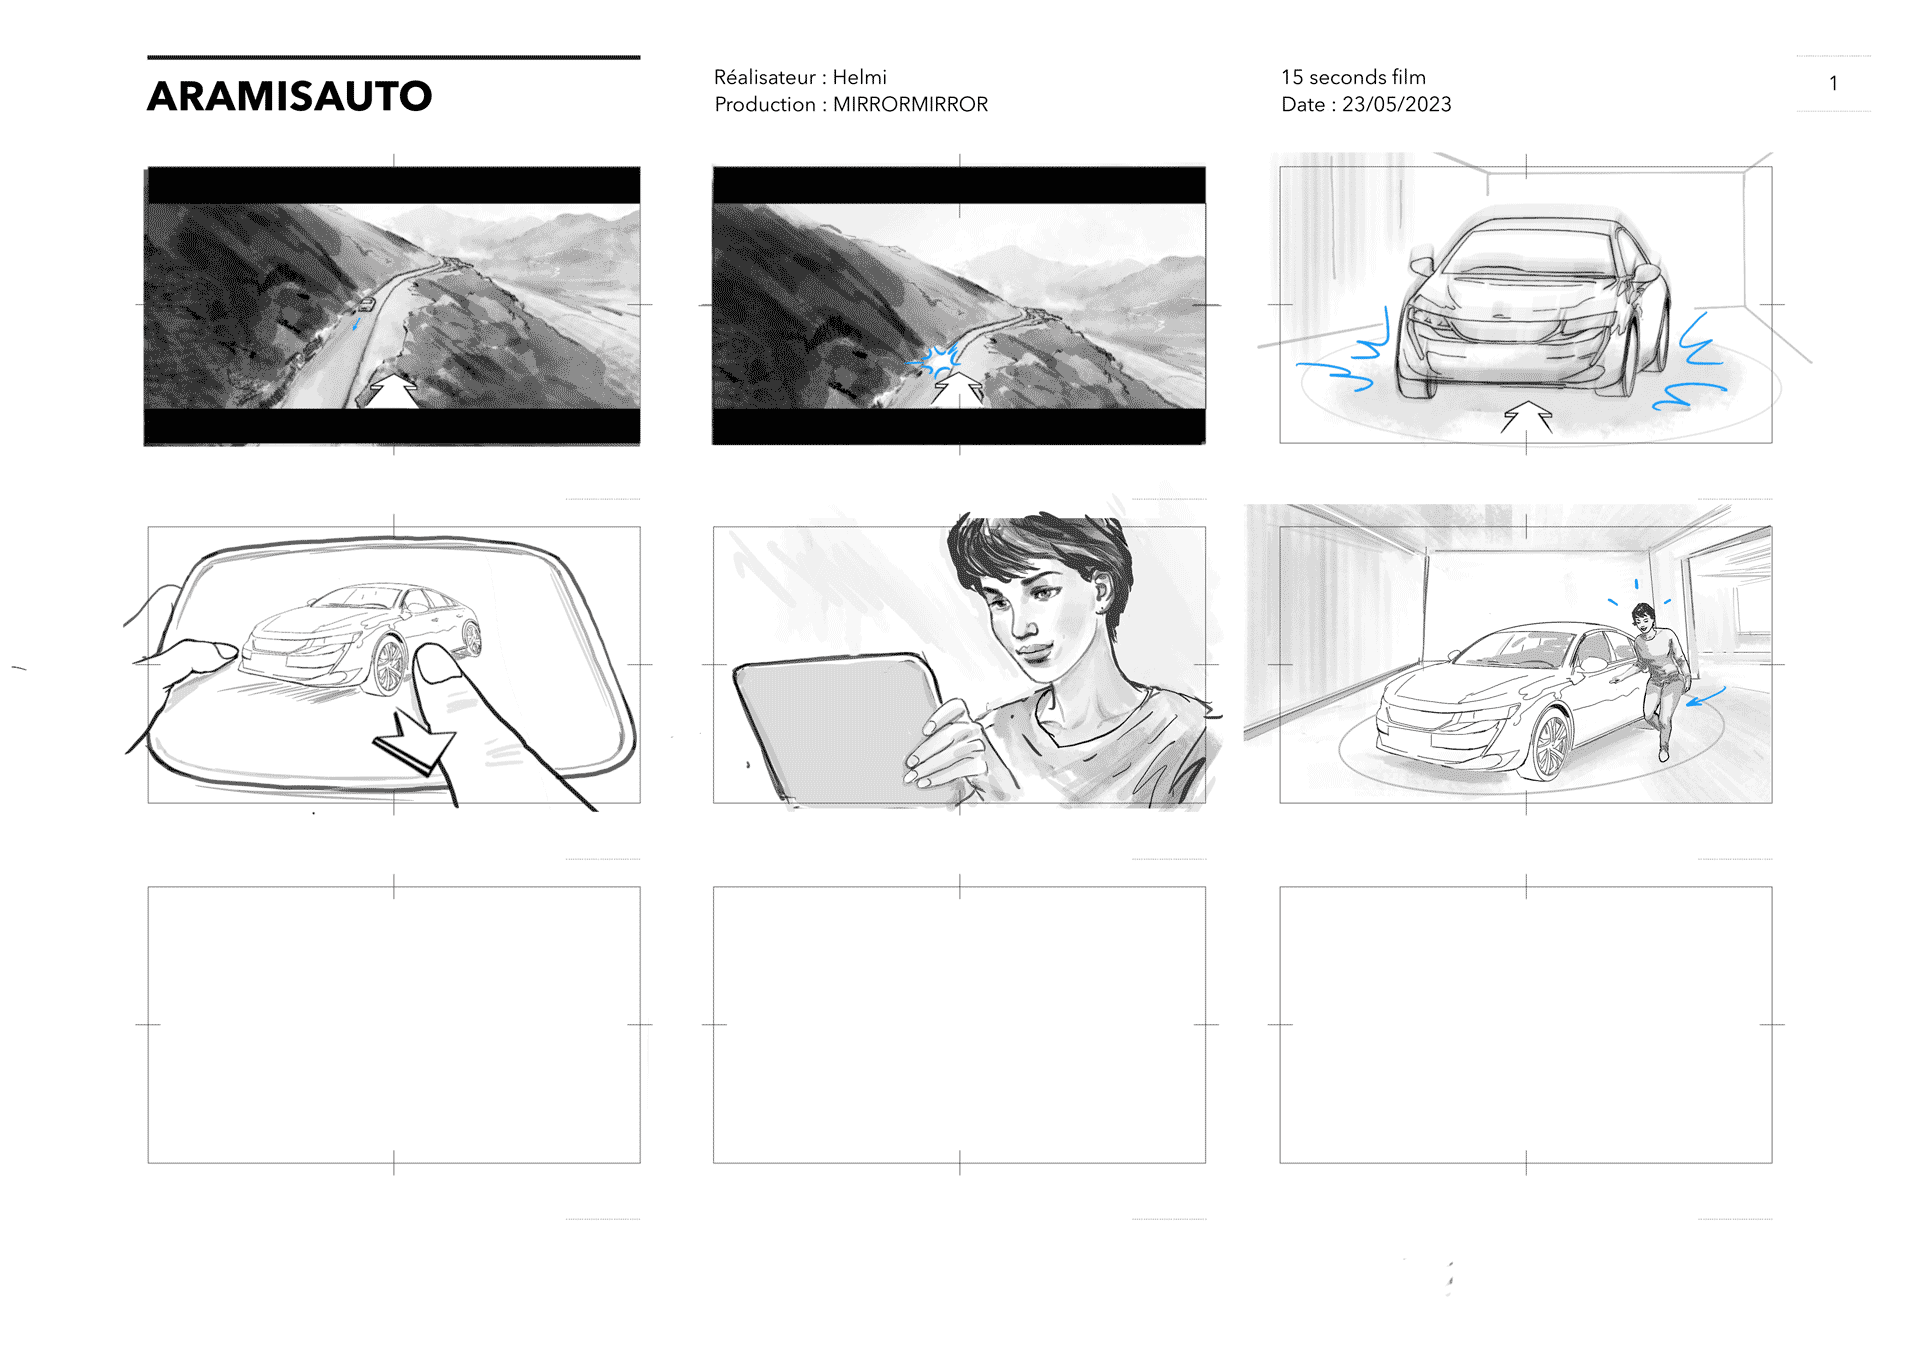 ARAMISAUTO
Réalisateur : Helmi
Production : MIRRORMIRROR
15 seconds film
Date : 23/05/2023
1